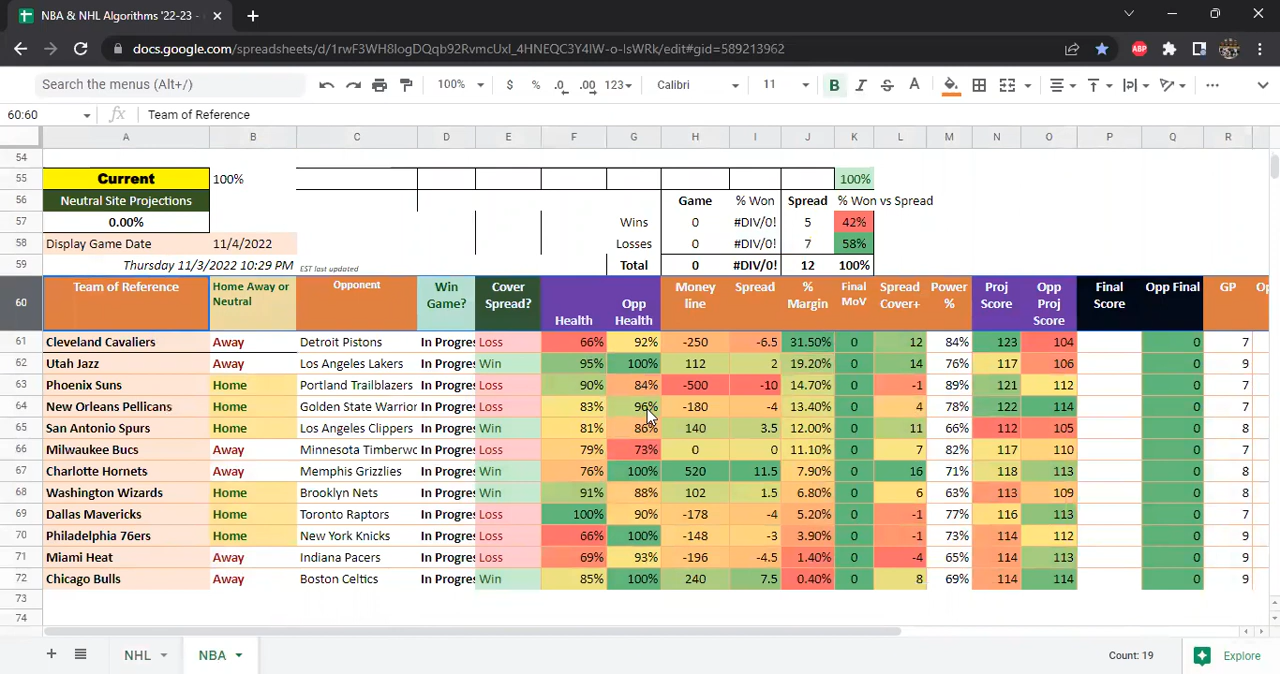 NBA & NHL Algorithms '22-23 -
docs.google.com/spreadsheets/d/1rwF3WH8IogDQqb92RvmcUxI_4HNEQC3Y4IW-o-IsWRk/edit#gid=589213962
ABP
Search the menus (Alt+/) 100% $ % .0 .00 123 Calibri 11 B I S A
60:60 fx Team of Reference
A B C D E F G H I J K L M N O P Q R
54
55 Current 100% 100%
56 Neutral Site Projections Game % Won Spread % Won vs Spread
57 0.00% Wins 0 #DIV/0! 5 42%
58 Display Game Date 11/4/2022 Losses 0 #DIV/0! 7 58%
59 Thursday 11/3/2022 10:29 PM EST last updated Total 0 #DIV/0! 12 100%
60 Team of Reference Home Away or Neutral Opponent Win Game? Cover Spread? Health Opp Health Money line Spread % Margin Final MoV Spread Cover+ Power % Proj Score Opp Proj Score Final Score Opp Final GP Op
61 Cleveland Cavaliers Away Detroit Pistons In Progres Loss 66% 92% -250 -6.5 31.50% 0 12 84% 123 104 0 7
62 Utah Jazz Away Los Angeles Lakers In Progres Win 95% 100% 112 2 19.20% 0 14 76% 117 106 0 9
63 Phoenix Suns Home Portland Trailblazers In Progres Loss 90% 84% -500 -10 14.70% 0 -1 89% 121 112 0 7
64 New Orleans Pellicans Home Golden State Warrior In Progres Loss 83% 96% -180 -4 13.40% 0 4 78% 122 114 0 7
65 San Antonio Spurs Home Los Angeles Clippers In Progres Win 81% 86% 140 3.5 12.00% 0 11 66% 112 105 0 8
66 Milwaukee Bucs Away Minnesota Timberwo In Progres Loss 79% 73% 0 0 11.10% 0 7 82% 117 110 0 7
67 Charlotte Hornets Away Memphis Grizzlies In Progres Win 76% 100% 520 11.5 7.90% 0 16 71% 118 113 0 8
68 Washington Wizards Home Brooklyn Nets In Progres Win 91% 88% 102 1.5 6.80% 0 6 63% 113 109 0 8
69 Dallas Mavericks Home Toronto Raptors In Progres Loss 100% 90% -178 -4 5.20% 0 -1 77% 116 113 0 7
70 Philadelphia 76ers Home New York Knicks In Progres Loss 66% 100% -148 -3 3.90% 0 -1 73% 114 112 0 9
71 Miami Heat Away Indiana Pacers In Progres Loss 69% 93% -196 -4.5 1.40% 0 -4 65% 114 113 0 9
72 Chicago Bulls Away Boston Celtics In Progres Win 85% 100% 240 7.5 0.40% 0 8 69% 114 114 0 9
73
74
NHL NBA Count: 19 Explore